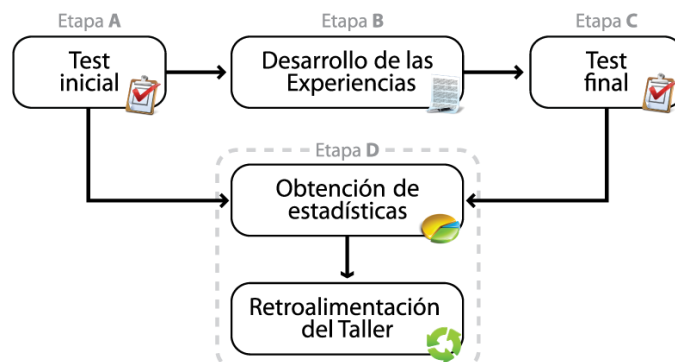 Etapa A
Test
inicial
Etapa B
Desarrollo de las
Experiencias
Etapa C
Test
final
Etapa D
Obtención de
estadísticas
Retroalimentación
del Taller